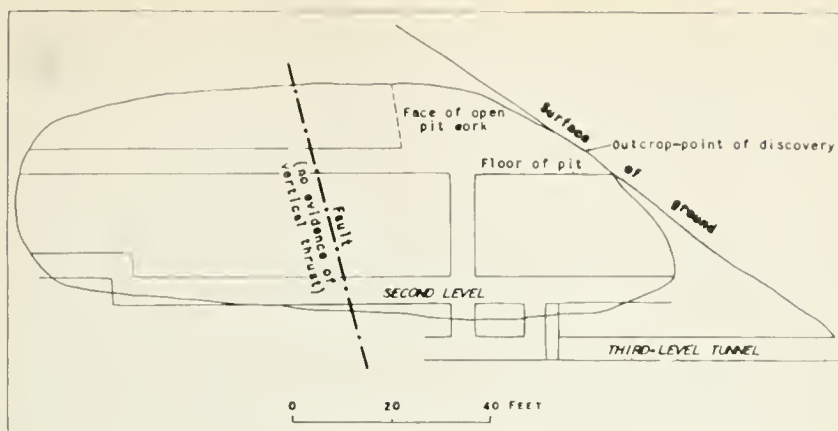 Face of open
pit work
Surface of ground
Outcrop-point of discovery
Floor of pit
Fault
(no evidence of
vertical thrust)
SECOND LEVEL
THIRD-LEVEL TUNNEL
0 20 40 FEET